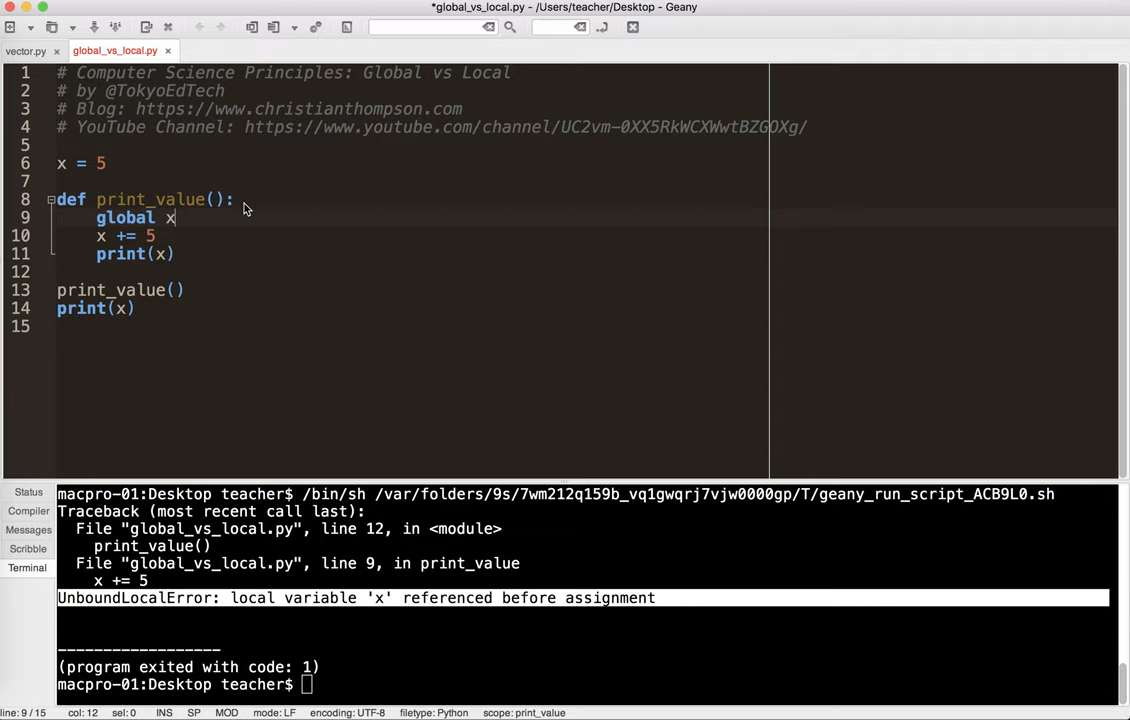 *global_vs_local.py - /Users/teacher/Desktop - Geany
vector.py × global_vs_local.py ×
1 # Computer Science Principles: Global vs Local
2 # by @TokyoEdTech
3 # Blog: https://www.christianthompson.com
4 # YouTube Channel: https://www.youtube.com/channel/UC2vm-0XX5RkWCXWwtBZGOXg/
5
6 x = 5
7
8 def print_value():
9 global x
10 x += 5
11 print(x)
12
13 print_value()
14 print(x)
15
Status
Compiler
Messages
Scribble
Terminal
macpro-01:Desktop teacher$ /bin/sh /var/folders/9s/7wm212q159b_vq1gwqrj7vjw0000gp/T/geany_run_script_ACB9L0.sh
Traceback (most recent call last):
File "global_vs_local.py", line 12, in <module>
print_value()
File "global_vs_local.py", line 9, in print_value
x += 5
UnboundLocalError: local variable 'x' referenced before assignment
------------------
(program exited with code: 1)
macpro-01:Desktop teacher$
line: 9 / 15 col: 12 sel: 0 INS SP MOD mode: LF encoding: UTF-8 filetype: Python scope: print_value